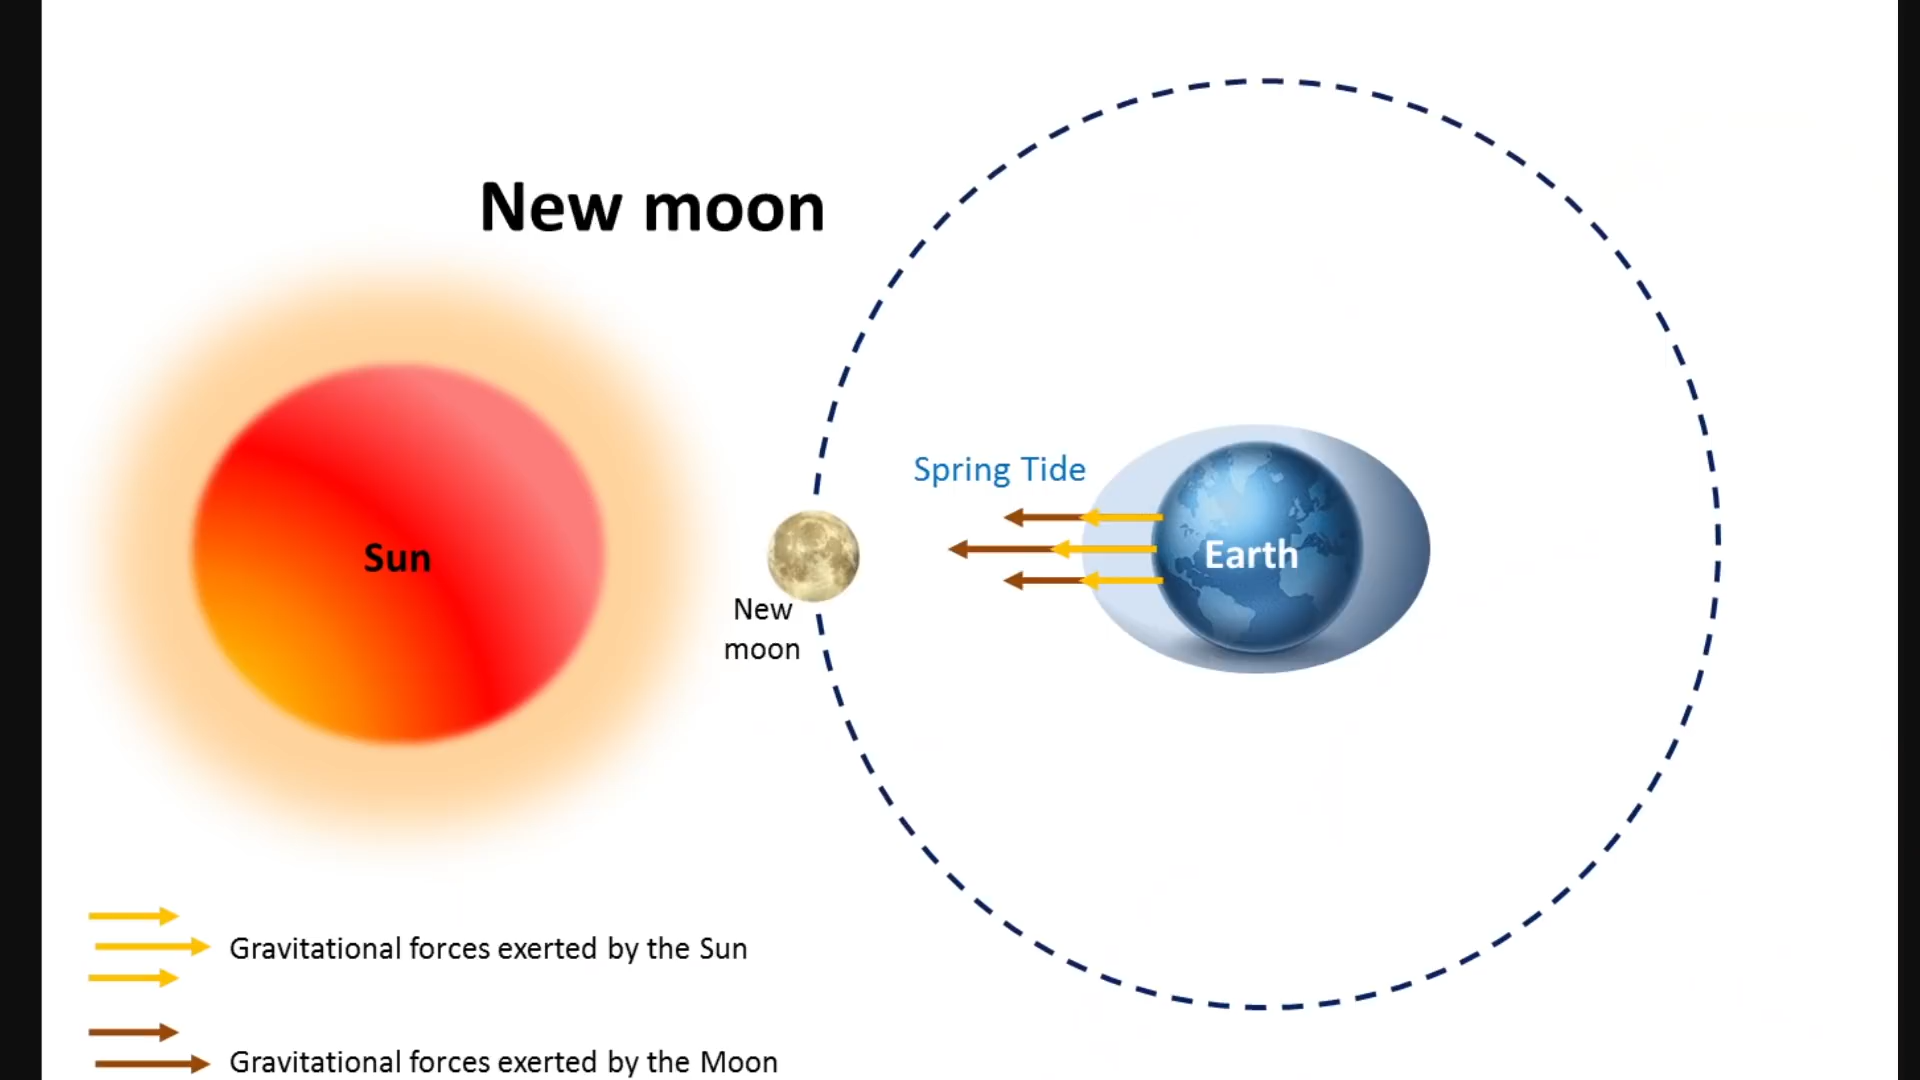 New moon
Spring Tide
Sun
Earth
New
moon
Gravitational forces exerted by the Sun
Gravitational forces exerted by the Moon